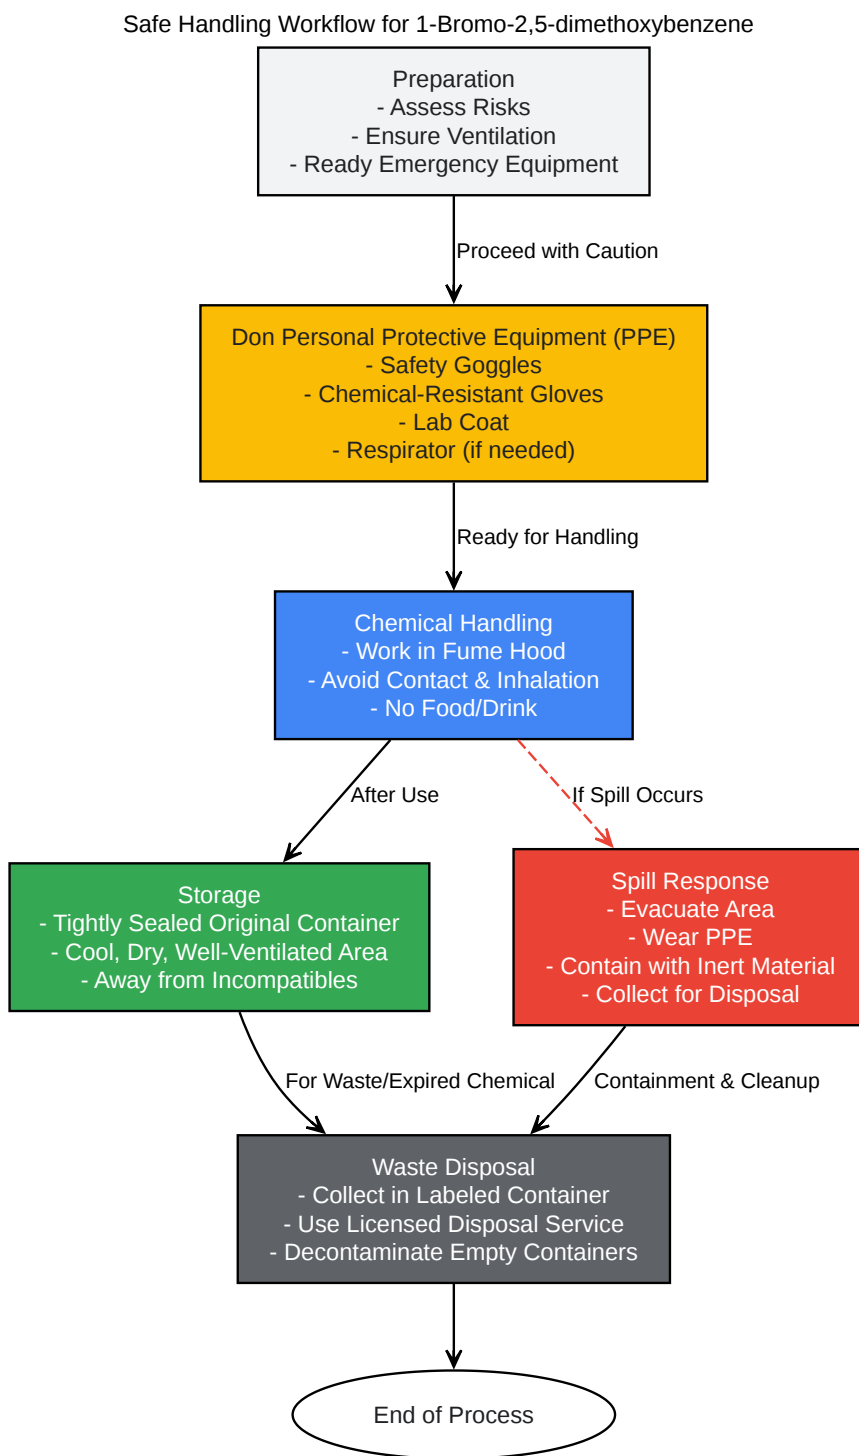 Safe Handling Workflow for 1-Bromo-2,5-dimethoxybenzene
Preparation
- Assess Risks
- Ensure Ventilation
- Ready Emergency Equipment
Proceed with Caution
Don Personal Protective Equipment (PPE)
- Safety Goggles
- Chemical-Resistant Gloves
- Lab Coat
- Respirator (if needed)
Ready for Handling
Chemical Handling
- Work in Fume Hood
- Avoid Contact & Inhalation
- No Food/Drink
After Use
If Spill Occurs
Storage
- Tightly Sealed Original Container
- Cool, Dry, Well-Ventilated Area
- Away from Incompatibles
Spill Response
- Evacuate Area
- Wear PPE
- Contain with Inert Material
- Collect for Disposal
For Waste/Expired Chemical
Containment & Cleanup
Waste Disposal
- Collect in Labeled Container
- Use Licensed Disposal Service
- Decontaminate Empty Containers
End of Process